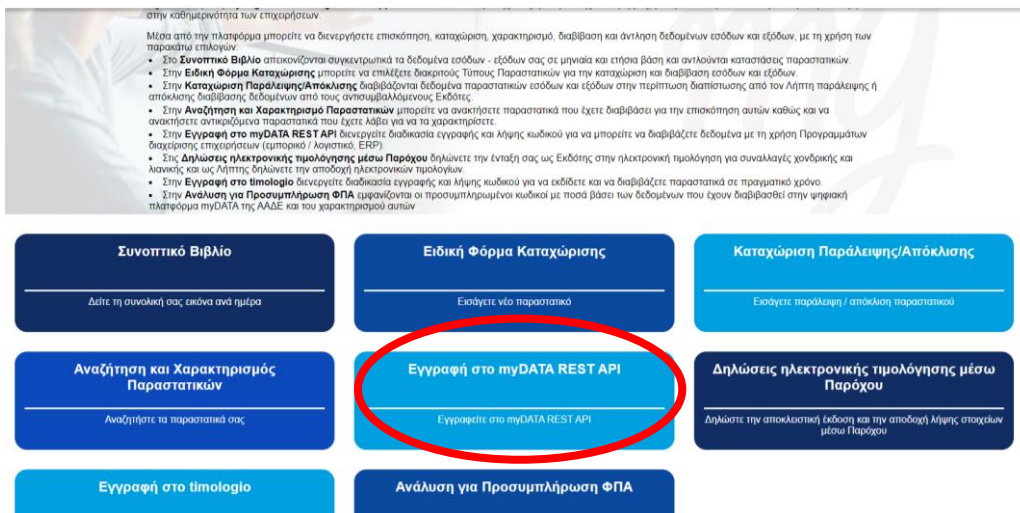 στην καθημερινότητα των επιχειρήσεων.
Μέσα από την πλατφόρμα μπορείτε να διενεργήσετε επισκόπηση, καταχώριση, χαρακτηρισμό, διαβίβαση και άντληση δεδομένων εσόδων και εξόδων, με τη χρήση των
παρακάτω επιλογών.
• Στο Συνοπτικό Βιβλίο απεικονίζονται συγκεντρωτικά τα δεδομένα εσόδων - εξόδων σας σε μηνιαία και ετήσια βάση και αντλούνται καταστάσεις παραστατικών.
• Στην Ειδική Φόρμα Καταχώρισης μπορείτε να επιλέξετε διακριτούς Τύπους Παραστατικών για την καταχώριση και διαβίβαση εσόδων και εξόδων.
• Στην Καταχώριση Παράλειψης/Απόκλισης διαβιβάζονται δεδομένα παραστατικών εσόδων και εξόδων στην περίπτωση διαπίστωσης από τον Λήπτη παράλειψης ή
απόκλισης διαβίβασης δεδομένων από τους αντισυμβαλλόμενους Εκδότες.
• Στην Αναζήτηση και Χαρακτηρισμό Παραστατικών μπορείτε να ανακτήσετε παραστατικά που έχετε διαβιβάσει για την επισκόπηση αυτών καθώς και να
ανακτήσετε αντικριζόμενα παραστατικά που έχετε λάβει για να τα χαρακτηρίσετε.
• Στην Εγγραφή στο myDATA REST API διενεργείτε διαδικασία εγγραφής και λήψης κωδικού για να μπορείτε να διαβιβάζετε δεδομένα με τη χρήση Προγραμμάτων
διαχείρισης επιχειρήσεων (εμπορικό / λογιστικό, ERP).
• Στις Δηλώσεις ηλεκτρονικής τιμολόγησης μέσω Παρόχου δηλώνετε την ένταξη σας ως Εκδότης στην ηλεκτρονική τιμολόγηση για συναλλαγές χονδρικής και
λιανικής και ως Λήπτης δηλώνετε την αποδοχή ηλεκτρονικών τιμολογίων.
• Στην Εγγραφή στο timologio διενεργείτε διαδικασία εγγραφής και λήψης κωδικού για να εκδίδετε και να διαβιβάζετε παραστατικά σε πραγματικό χρόνο.
• Στην Ανάλυση για Προσυμπλήρωση ΦΠΑ εμφανίζονται οι προσυμπληρωμένοι κωδικοί με ποσά βάσει των δεδομένων που έχουν διαβιβασθεί στην ψηφιακή
πλατφόρμα myDATA της ΑΑΔΕ και του χαρακτηρισμού αυτών
Συνοπτικό Βιβλίο
Δείτε τη συνολική σας εικόνα ανά ημέρα
Ειδική Φόρμα Καταχώρισης
Εισάγετε νέο παραστατικό
Καταχώριση Παράλειψης/Απόκλισης
Εισάγετε παράλειψη / απόκλιση παραστατικού
Αναζήτηση και Χαρακτηρισμός
Παραστατικών
Αναζητήστε τα παραστατικά σας
Εγγραφή στο myDATA REST API
Εγγραφείτε στο myDATA REST API
Δηλώσεις ηλεκτρονικής τιμολόγησης μέσω
Παρόχου
Δηλώστε την αποκλειστική έκδοση και την αποδοχή λήψης στοιχείων
μέσω Παρόχου
Εγγραφή στο timologio
Ανάλυση για Προσυμπλήρωση ΦΠΑ